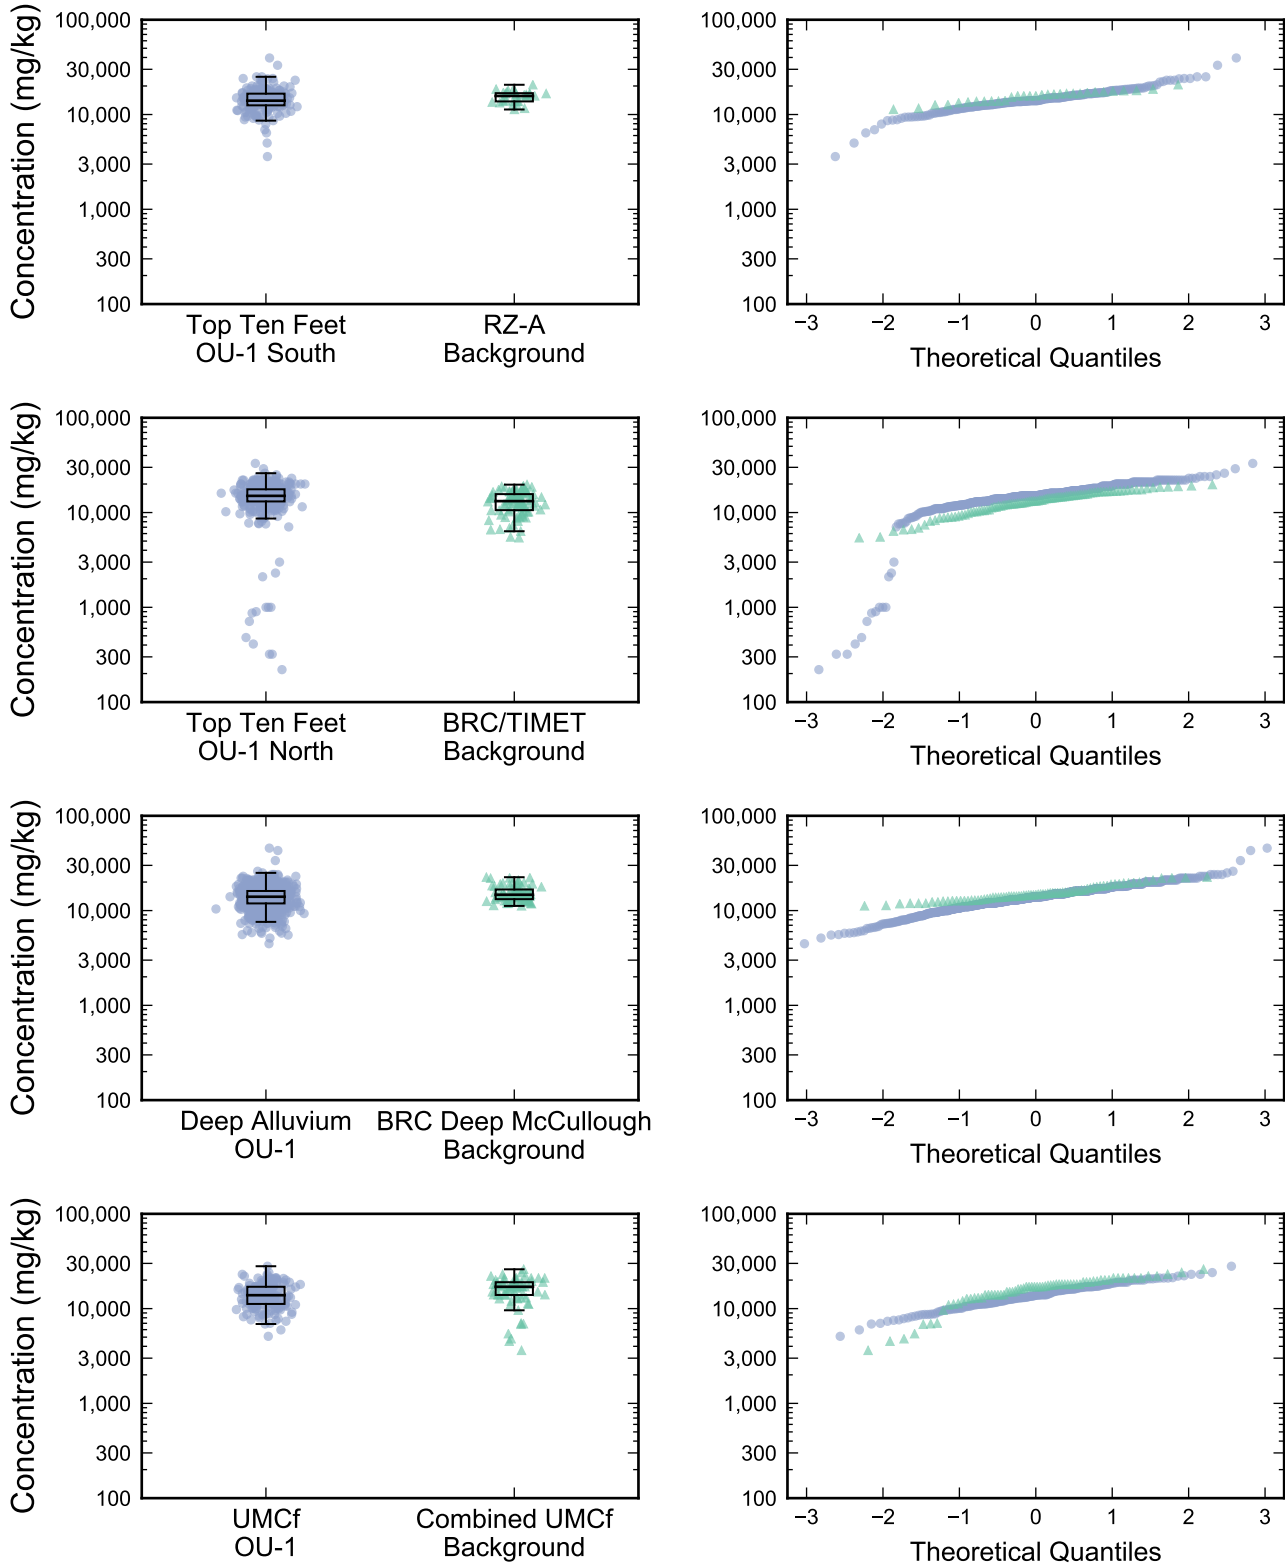 Concentration (mg/kg)
100,000
30,000
10,000
3,000
1,000
300
100
Top Ten Feet
OU-1 South
RZ-A
Background
100,000
30,000
10,000
3,000
1,000
300
100
−3 −2 −1 0 1 2 3
Theoretical Quantiles
Concentration (mg/kg)
100,000
30,000
10,000
3,000
1,000
300
100
Top Ten Feet
OU-1 North
BRC/TIMET
Background
100,000
30,000
10,000
3,000
1,000
300
100
−3 −2 −1 0 1 2 3
Theoretical Quantiles
Concentration (mg/kg)
100,000
30,000
10,000
3,000
1,000
300
100
Deep Alluvium
OU-1
BRC Deep McCullough
Background
100,000
30,000
10,000
3,000
1,000
300
100
−3 −2 −1 0 1 2 3
Theoretical Quantiles
Concentration (mg/kg)
100,000
30,000
10,000
3,000
1,000
300
100
UMCf
OU-1
Combined UMCf
Background
100,000
30,000
10,000
3,000
1,000
300
100
−3 −2 −1 0 1 2 3
Theoretical Quantiles